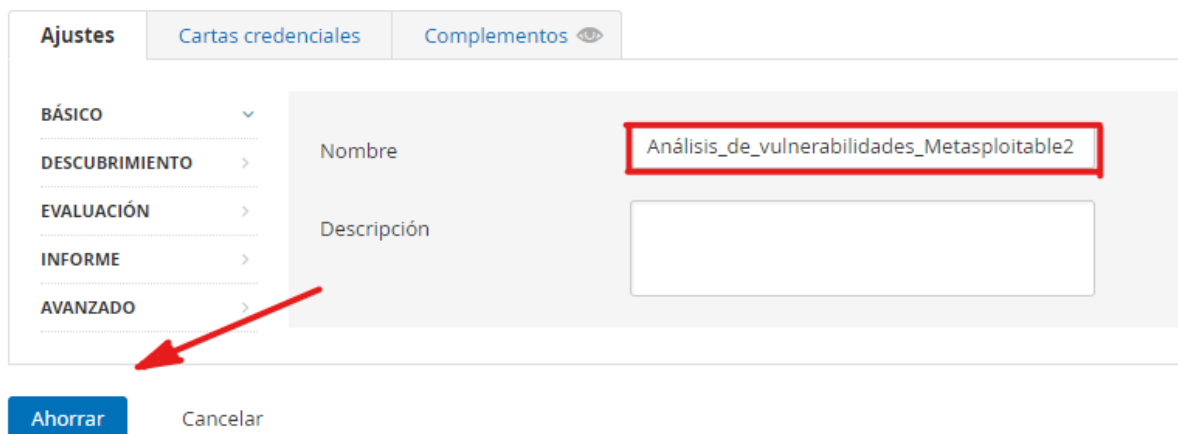 Ajustes
Cartas credenciales
Complementos
BÁSICO
DESCUBRIMIENTO
EVALUACIÓN
INFORME
AVANZADO
Nombre
Análisis_de_vulnerabilidades_Metasploitable2
Descripción
Ahorrar
Cancelar